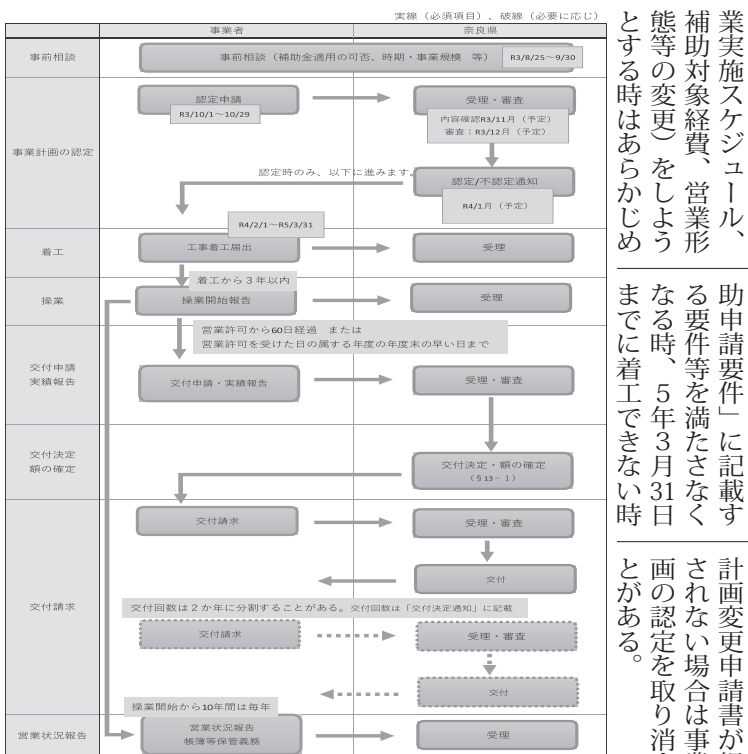 実線（必須項目）、破線（必要に応じ）
事業者
奈良県
事前相談
事前相談（補助金適用の可否、時期・事業規模　等）
R3/8/25～9/30
事業計画の認定
認定申請
R3/10/1～10/29
受理・審査
内容確認R3/11月（予定）
審査：R3/12月（予定）
認定時のみ、以下に進みます。
認定/不認定通知
R4/1月（予定）
R4/2/1～R5/3/31
着工
工事着工届出
受理
着工から３年以内
操業
操業開始報告
受理
営業許可から60日経過　または
営業許可を受けた日の属する年度の年度末の早い日まで
交付申請
実績報告
交付申請・実績報告
受理・審査
交付決定
額の確定
交付決定・額の確定
（§13－1）
交付請求
交付請求
受理・審査
交付
交付回数は２か年に分割することがある。交付回数は「交付決定通知」に記載
交付請求
受理・審査
交付
操業開始から10年間は毎年
営業状況報告
営業状況報告
帳簿等保管義務
受理
業実施スケジュール、
補助対象経費、営業形
態等の変更）をしよう
とする時はあらかじめ
助申請要件」に記載す
る要件等を満たさなく
なる時、５年３月31日
までに着工できない時
計画変更申請書が
されない場合は事業
画の認定を取り消
とがある。